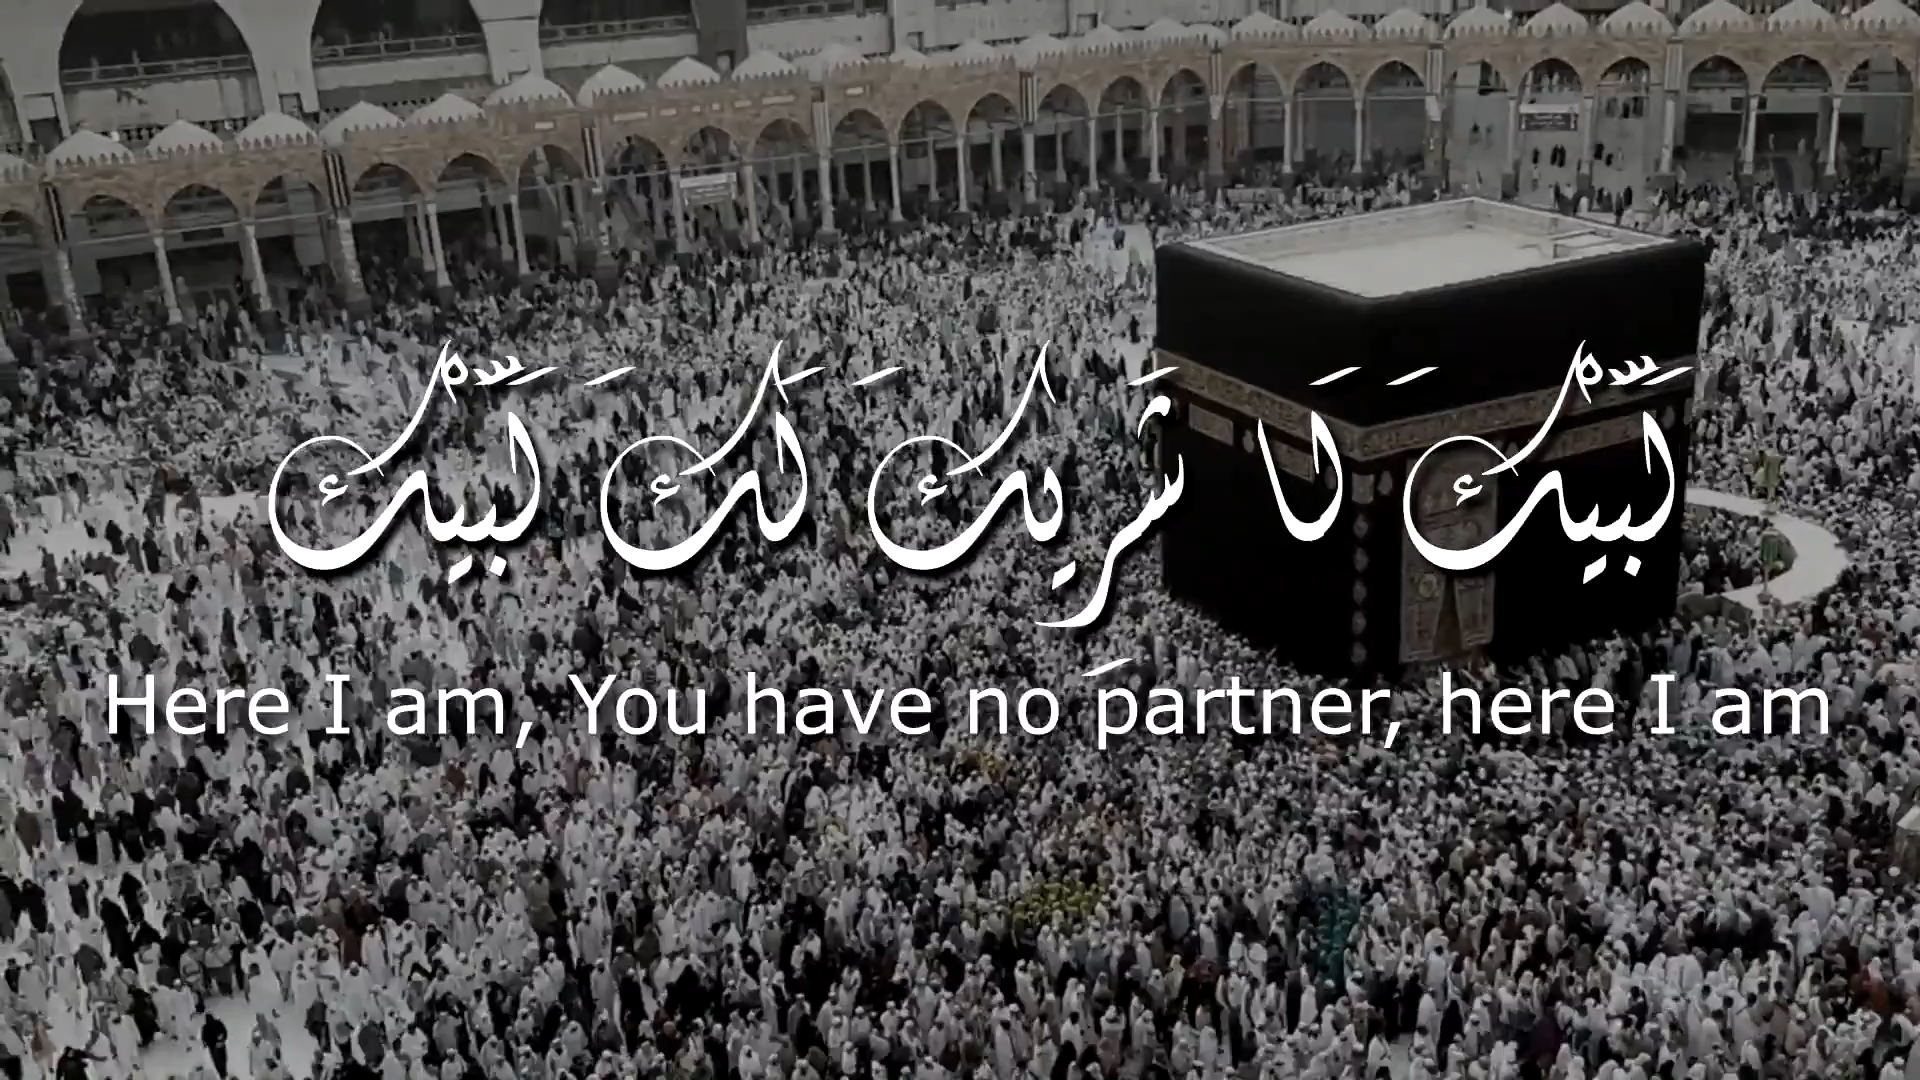 لَبَّيْكَ لَا شَرِيكَ لَكَ لَبَّيْكَ
Here I am, You have no partner, here I am